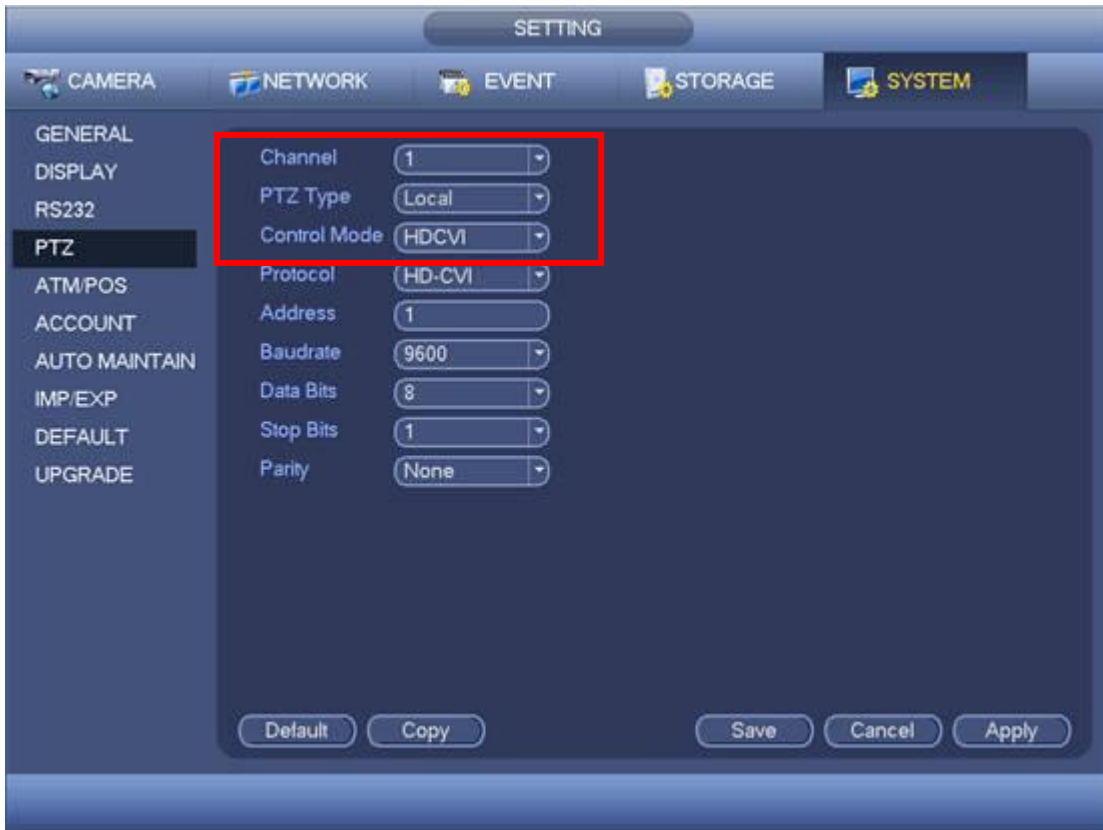 SETTING
CAMERA NETWORK EVENT STORAGE SYSTEM
GENERAL
DISPLAY
RS232
PTZ
ATM/POS
ACCOUNT
AUTO MAINTAIN
IMP/EXP
DEFAULT
UPGRADE
Channel 1
PTZ Type Local
Control Mode HDCVI
Protocol HD-CVI
Address 1
Baudrate 9600
Data Bits 8
Stop Bits 1
Parity None
Default Copy Save Cancel Apply